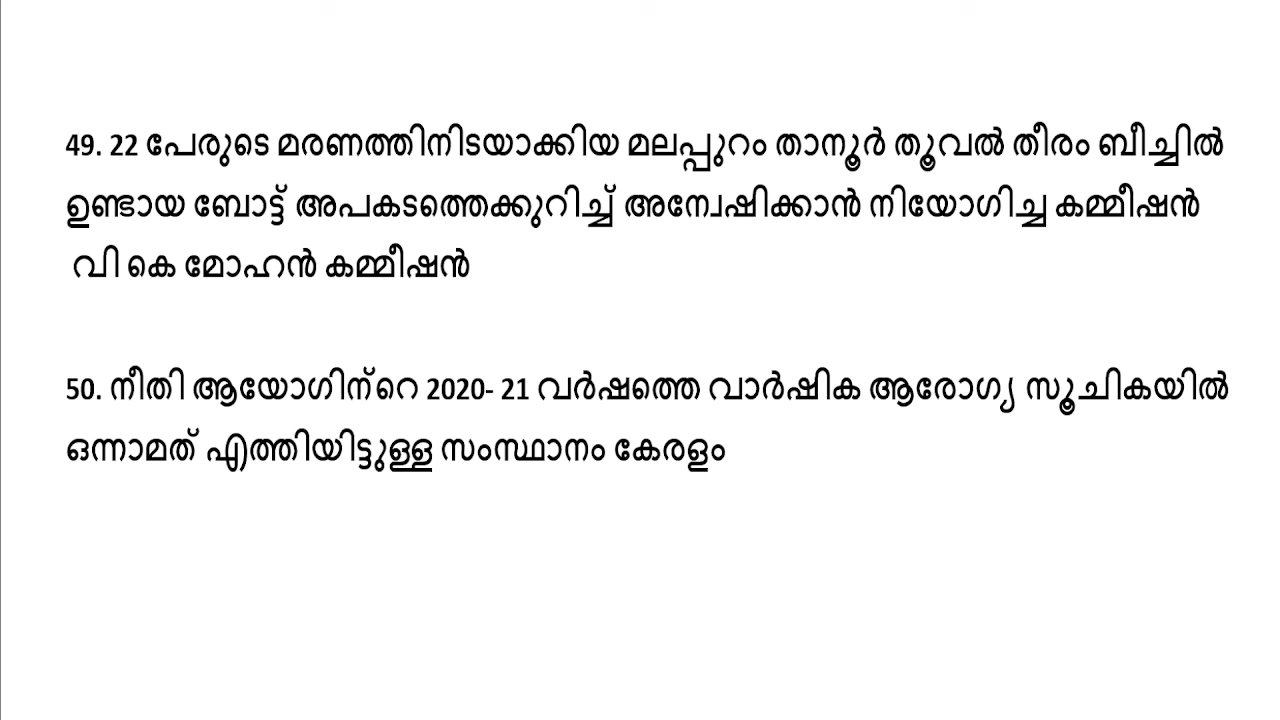 49. 22 പേരുടെ മരണത്തിനിടയാക്കിയ മലപ്പുറം താനൂർ തൂവൽ തീരം ബീച്ചിൽ
ഉണ്ടായ ബോട്ട് അപകടത്തെക്കുറിച്ച് അന്വേഷിക്കാൻ നിയോഗിച്ച കമ്മീഷൻ
വി കെ മോഹൻ കമ്മീഷൻ
50. നീതി ആയോഗിന്റെ 2020- 21 വർഷത്തെ വാർഷിക ആരോഗ്യ സൂചികയിൽ
ഒന്നാമത് എത്തിയിട്ടുള്ള സംസ്ഥാനം കേരളം